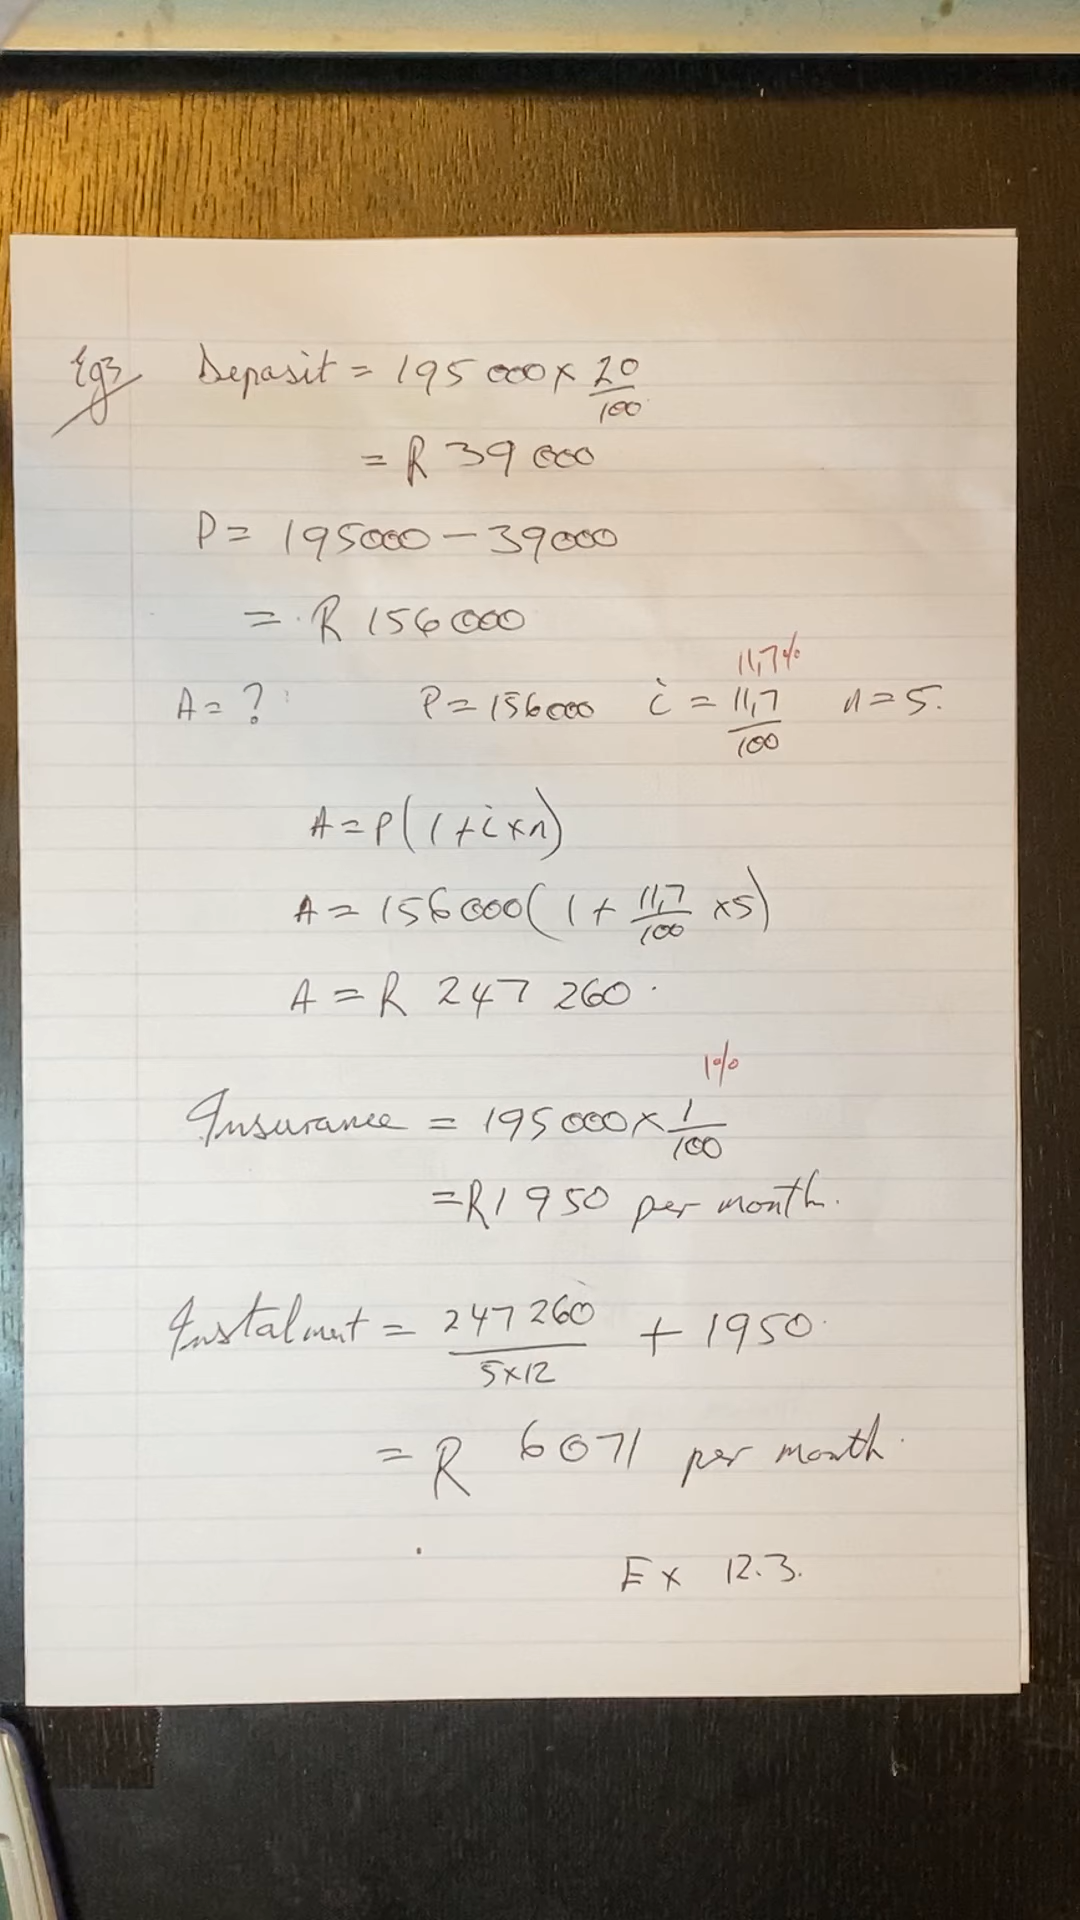 Eg3 Deposit = 195 000 x 20/100
= R 39 000
P = 195000 - 39000
= R 156 000
11,7%
A = ? P = 156000 i = 11,7/100 n = 5.
A = P(1 + i x n)
A = 156 000(1 + 11,7/100 x 5)
A = R 247 260
1%
Insurance = 195 000 x 1/100
= R1 950 per month.
Instalment = 247 260/5x12 + 1950
= R 6071 per month.
Ex 12.3.